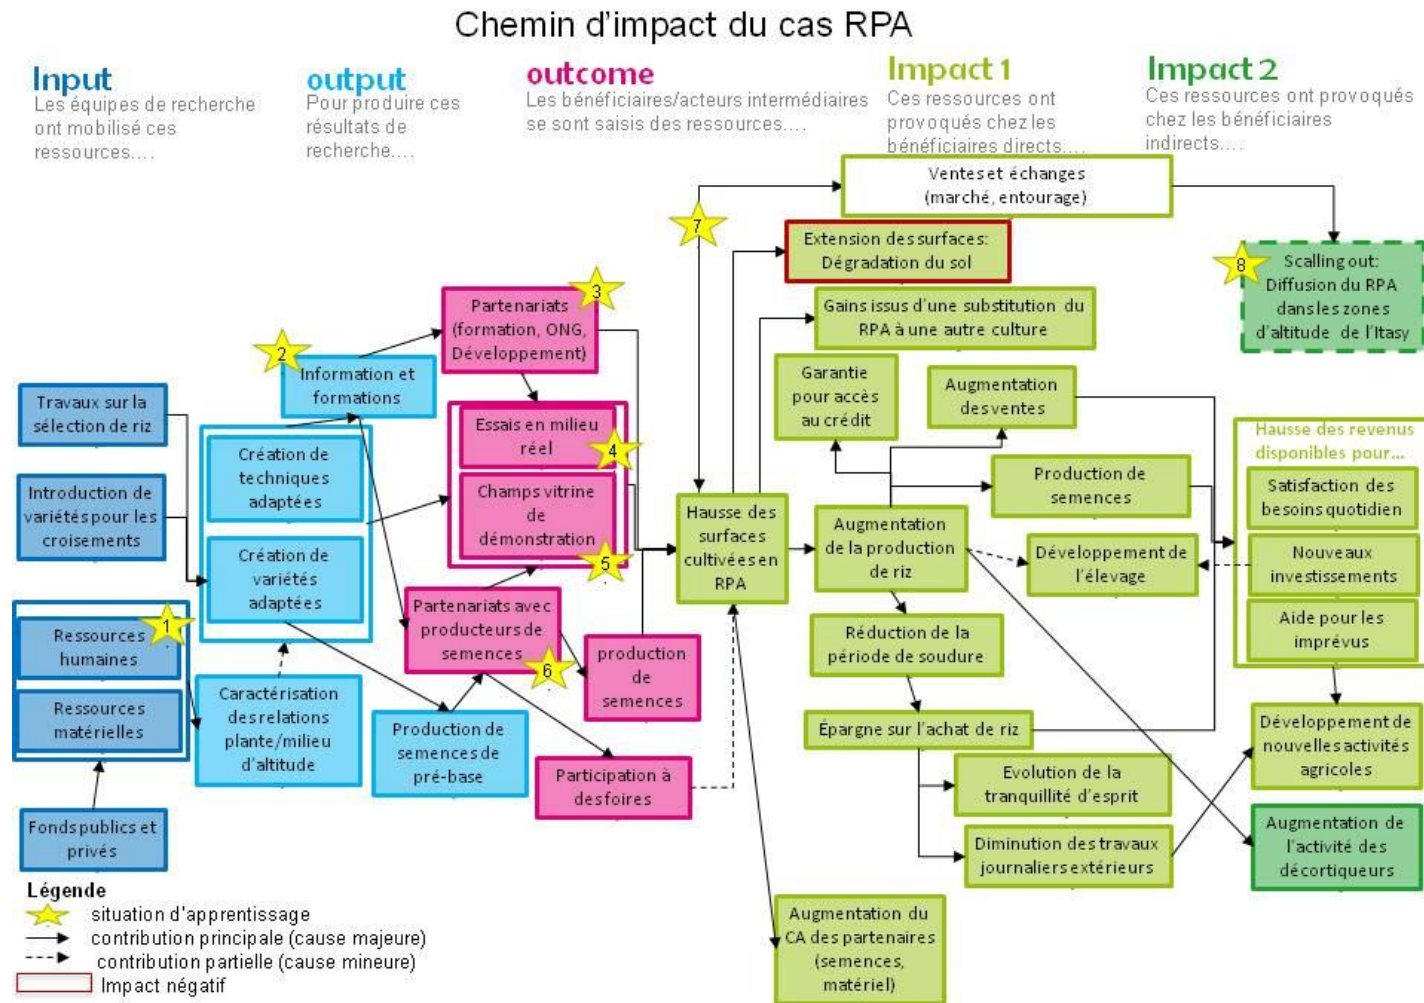 Chemin d'impact du cas RPA
Input
Les équipes de recherche
ont mobilisé ces
ressources....
output
Pour produire ces
résultats de
recherche....
outcome
Les bénéficiaires/acteurs intermédiaires
se sont saisis des ressources....
Impact 1
Ces ressources ont
provoqués chez les
bénéficiaires directs....
Impact 2
Ces ressources ont provoqués
chez les bénéficiaires
indirects....
Ventes et échanges
(marché, entourage)
7
Extension des surfaces:
Dégradation du sol
8
Scalling out:
Diffusion du RPA
dans les zones
d'altitude de l'Itasy
3
Partenariats
(formation, ONG,
Développement)
Gains issus d'une substitution du
RPA à une autre culture
2
Information et
formations
Garantie
pour accès
au crédit
Augmentation
des ventes
Travaux sur la
sélection de riz
Essais en milieu
réel
4
Hausse des revenus
disponibles pour...
Création de
techniques
adaptées
Champs vitrine
de
démonstration
5
Production de
semences
Satisfaction des
besoins quotidien
Introduction de
variétés pour les
croisements
Hausse des
surfaces
cultivées en
RPA
Augmentation
de la production
de riz
Développement de
l'élevage
Nouveaux
investissements
Création de
variétés
adaptées
Aide pour les
imprévus
1
Ressources
humaines
Partenariats avec
producteurs de
semences
6
production
de
semences
Réduction de la
période de soudure
Ressources
matérielles
Caractérisation
des relations
plante/milieu
d'altitude
Production de
semences de
pré-base
Épargne sur l'achat de riz
Développement de
nouvelles activités
agricoles
Participation à
des foires
Evolution de la
tranquillité d'esprit
Fonds publics et
privés
Diminution des travaux
journaliers extérieurs
Augmentation de
l'activité des
décortiqueurs
Augmentation du
CA des partenaires
(semences,
matériel)
Légende
situation d'apprentissage
contribution principale (cause majeure)
contribution partielle (cause mineure)
Impact négatif